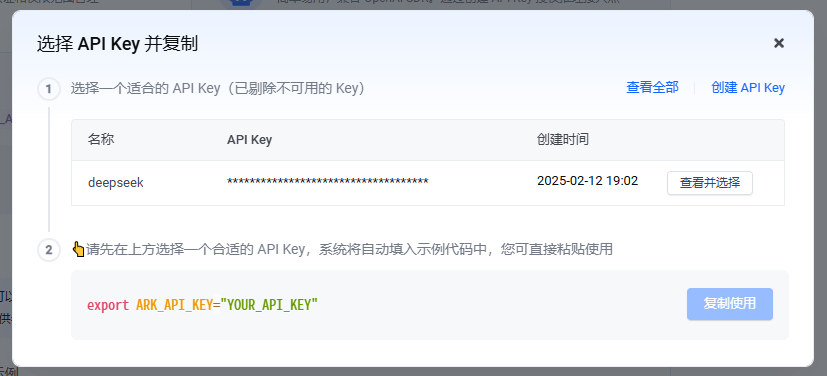 选择 API Key 并复制
1 选择一个适合的 API Key（已剔除不可用的 Key） 查看全部 创建 API Key
名称 API Key 创建时间
deepseek ************************************ 2025-02-12 19:02 查看并选择
2 👆请先在上方选择一个合适的 API Key，系统将自动填入示例代码中，您可直接粘贴使用
export ARK_API_KEY="YOUR_API_KEY" 复制使用